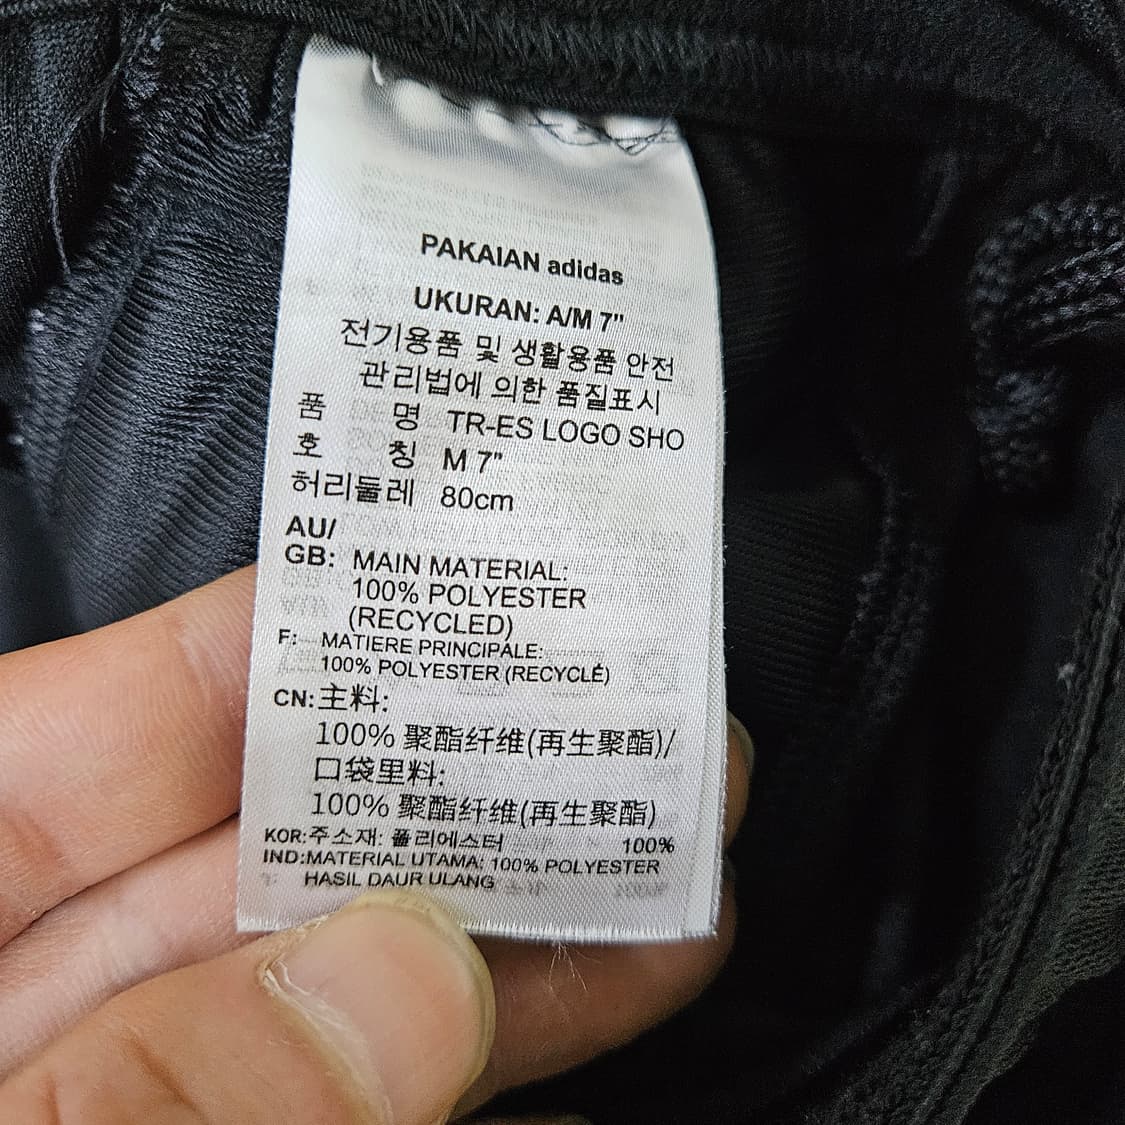 PAKAIAN adidas
UKURAN: A/M 7"
전기용품 및 생활용품 안전
관리법에 의한 품질표시
품 명 TR-ES LOGO SHO
호 칭 M 7"
허리둘레 80cm
AU/
GB: MAIN MATERIAL:
100% POLYESTER
(RECYCLED)
F: MATIERE PRINCIPALE:
100% POLYESTER (RECYCLÉ)
CN: 主料:
100% 聚酯纤维(再生聚酯)/
口袋里料:
100% 聚酯纤维(再生聚酯)
KOR: 주소재: 폴리에스터 100%
IND: MATERIAL UTAMA: 100% POLYESTER
HASIL DAUR ULANG